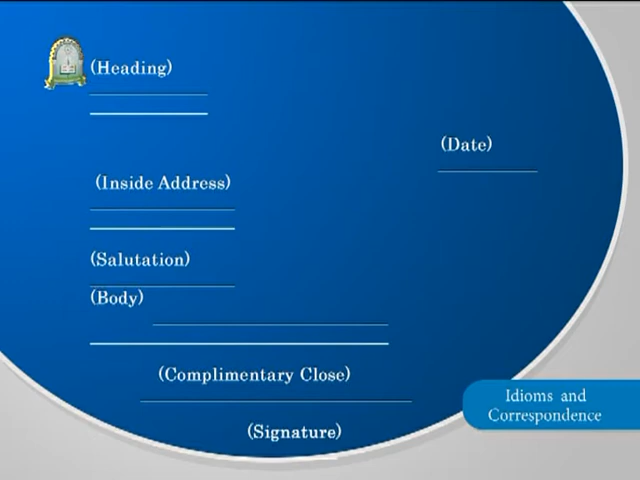 (Heading)
(Date)
(Inside Address)
(Salutation)
(Body)
(Complimentary Close)
(Signature)
Idioms and
Correspondence